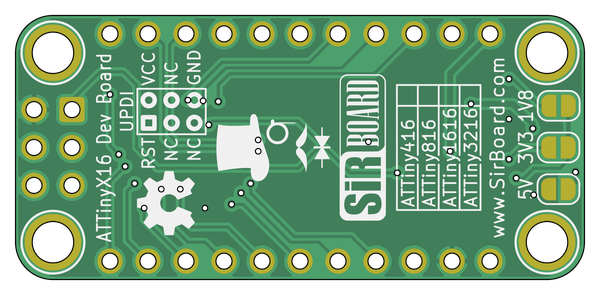 ATTinyX16 Dev Board
UPDI
RST
VCC
NC
NC
NC
GND
SiR BOARD
ATTiny416
ATTiny816
ATTiny1616
ATTiny3216
www.SirBoard.com
5V 3V3 1V8